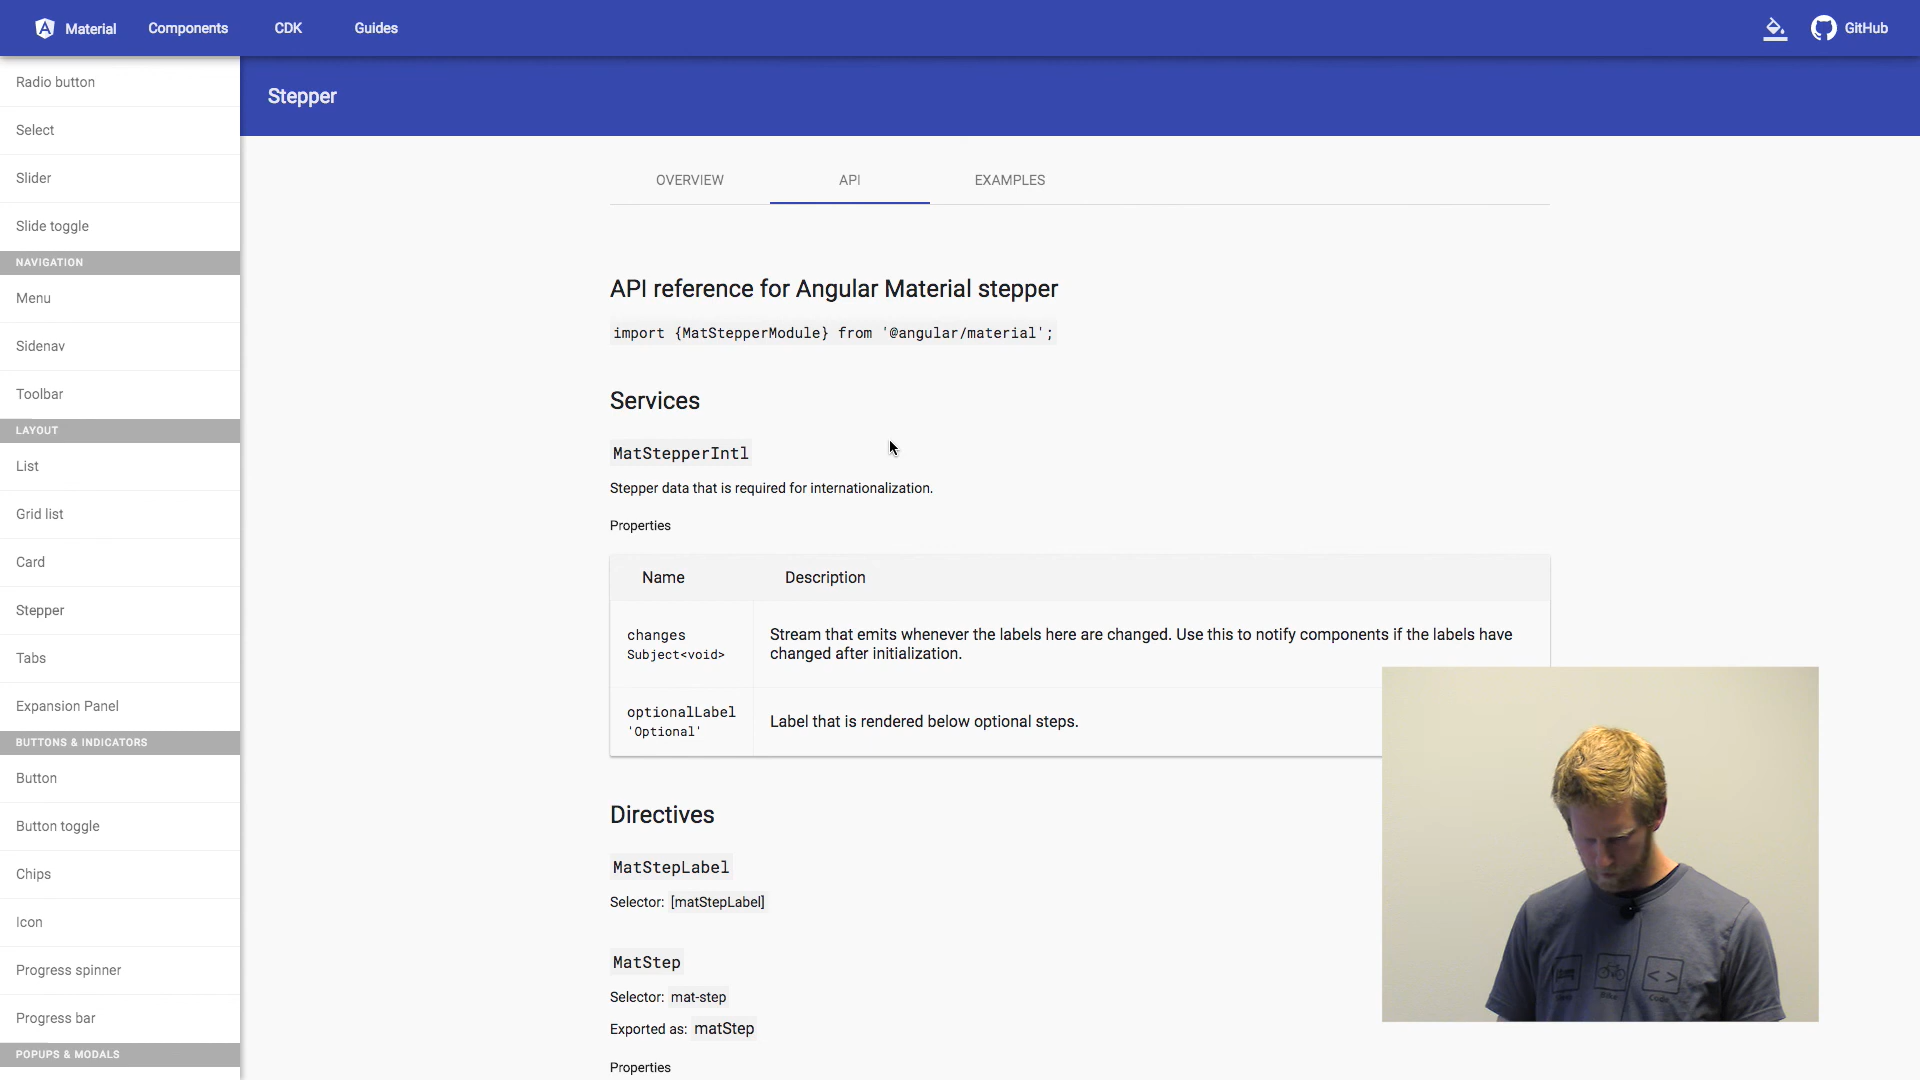 Material
Components
CDK
Guides
GitHub
Radio button
Select
Slider
Slide toggle
NAVIGATION
Menu
Sidenav
Toolbar
LAYOUT
List
Grid list
Card
Stepper
Tabs
Expansion Panel
BUTTONS & INDICATORS
Button
Button toggle
Chips
Icon
Progress spinner
Progress bar
POPUPS & MODALS
Stepper
OVERVIEW
API
EXAMPLES
API reference for Angular Material stepper
import {MatStepperModule} from '@angular/material';
Services
MatStepperIntl
Stepper data that is required for internationalization.
Properties
Name Description
changes
Subject<void>
Stream that emits whenever the labels here are changed. Use this to notify components if the labels have
changed after initialization.
optionalLabel
'Optional'
Label that is rendered below optional steps.
Directives
MatStepLabel
Selector: [matStepLabel]
MatStep
Selector: mat-step
Exported as: matStep
Properties